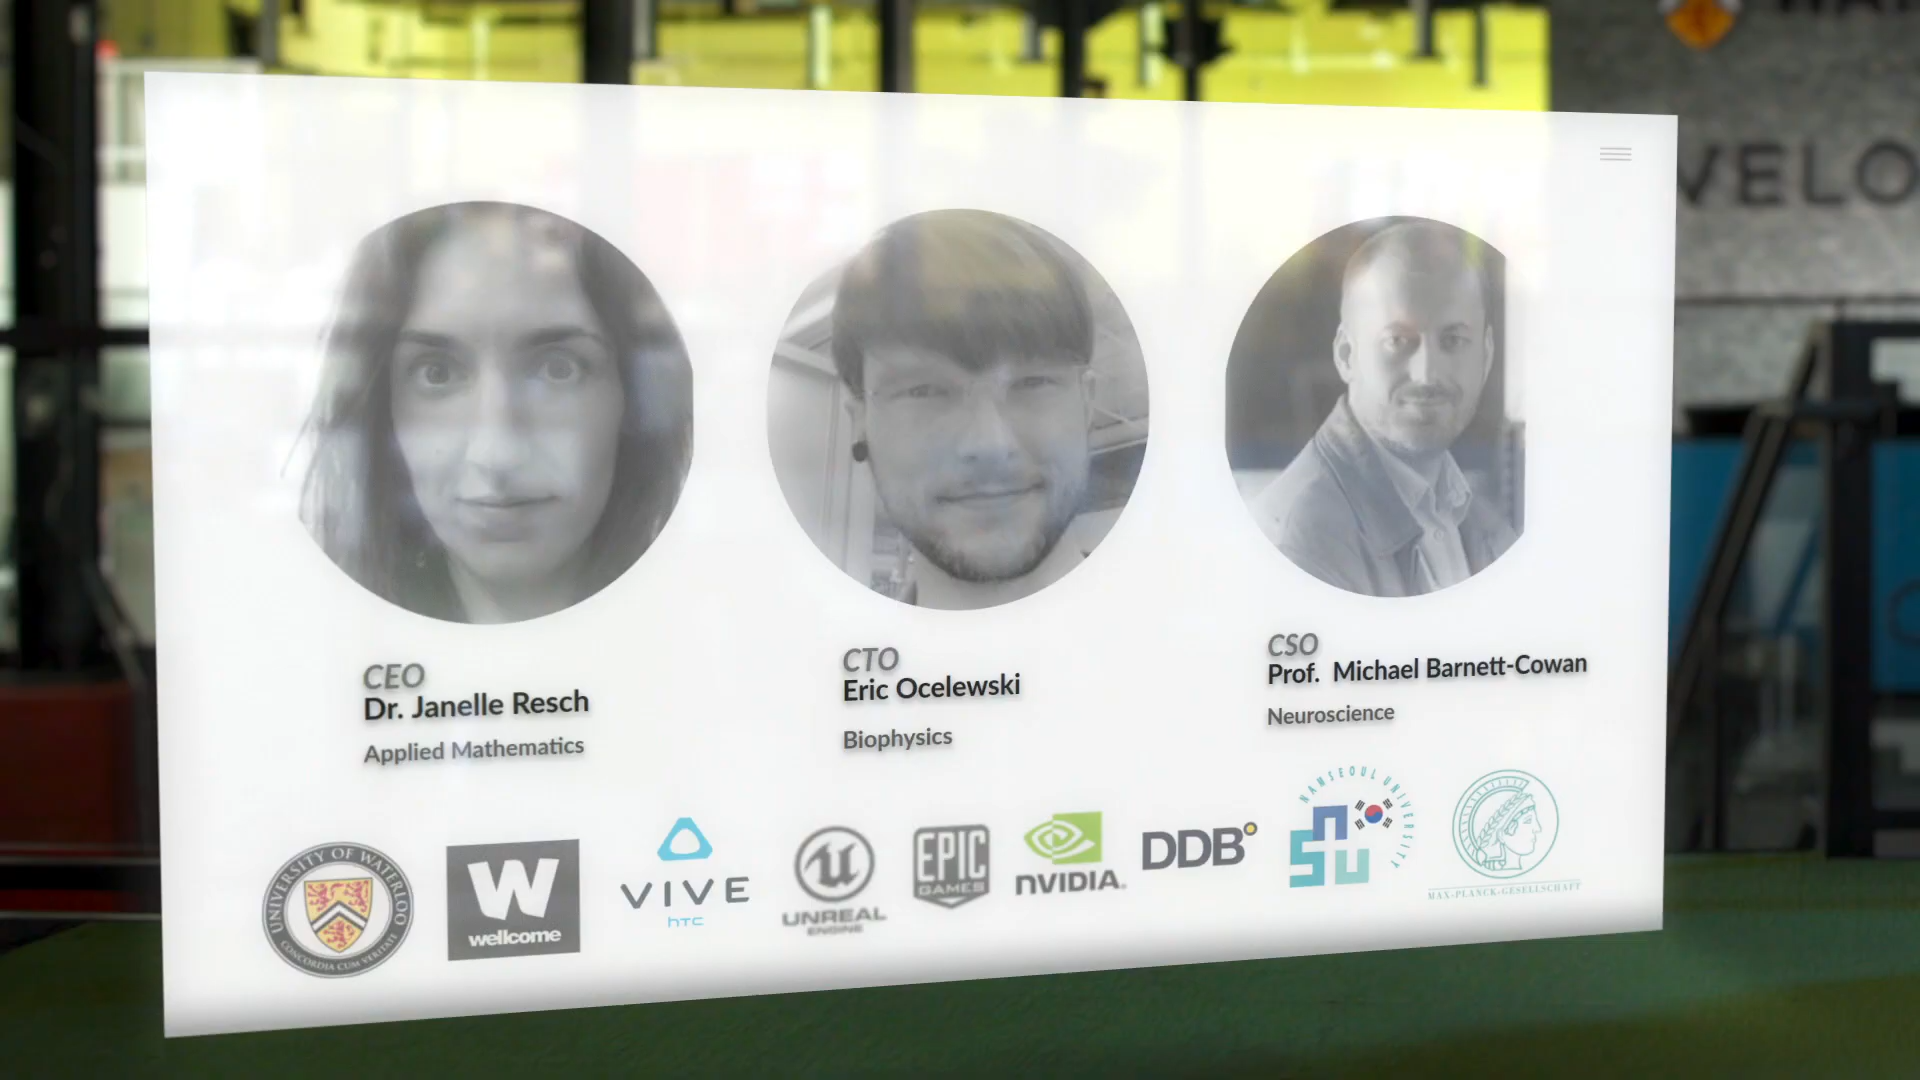 VELO
CEO
Dr. Janelle Resch
Applied Mathematics
CTO
Eric Ocelewski
Biophysics
CSO
Prof. Michael Barnett-Cowan
Neuroscience
UNIVERSITY OF WATERLOO
CONCORDIA CUM VERITATE
W
wellcome
VIVE
hTC
UNREAL
ENGINE
EPIC
GAMES
NVIDIA.
DDB°
NAMSEOUL UNIVERSITY
nsu
MAX-PLANCK-GESELLSCHAFT